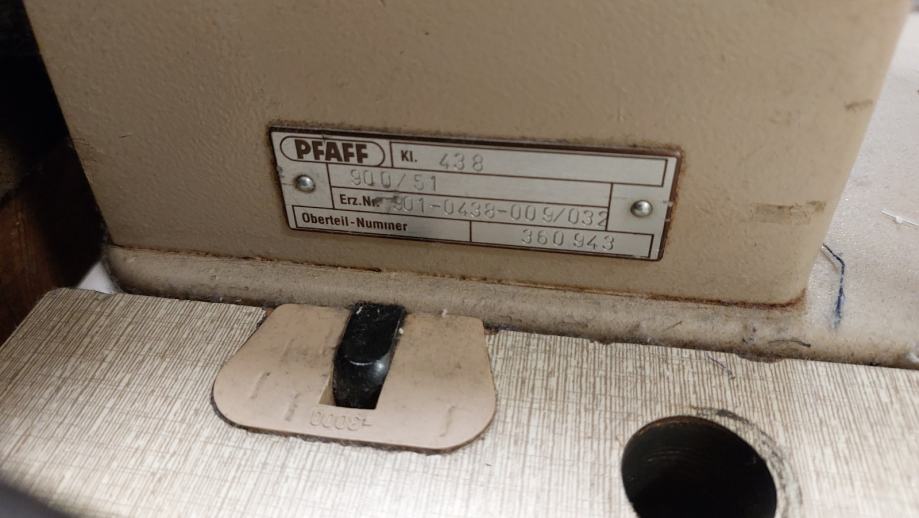 PFAFF Kl. 438
900/51
Erz.Nr. 901-0438-009/032
Oberteil-Nummer 360 943